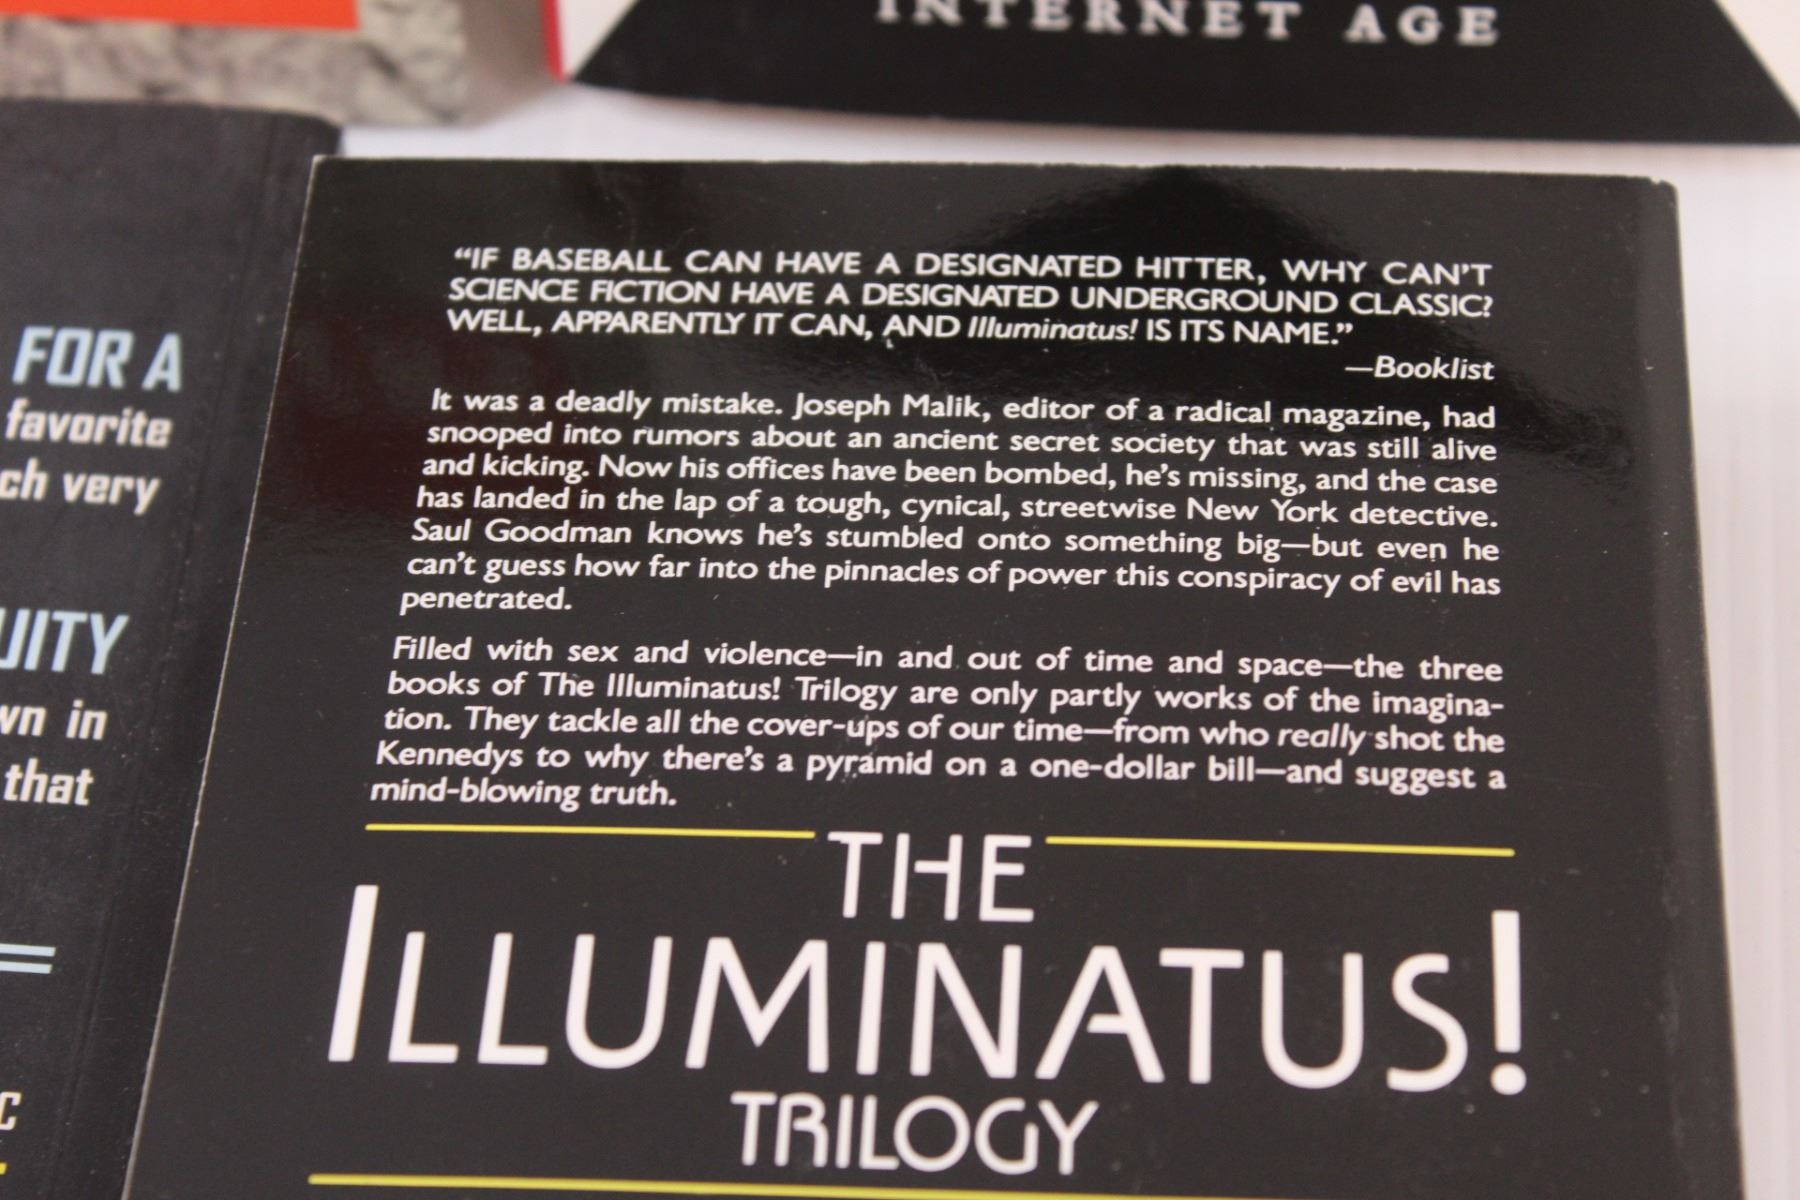 INTERNET AGE
FOR A
favorite
ch very
UITY
wn in
that
C
“IF BASEBALL CAN HAVE A DESIGNATED HITTER, WHY CAN’T
SCIENCE FICTION HAVE A DESIGNATED UNDERGROUND CLASSIC?
WELL, APPARENTLY IT CAN, AND Illuminatus! IS ITS NAME.”
—Booklist
It was a deadly mistake. Joseph Malik, editor of a radical magazine, had
snooped into rumors about an ancient secret society that was still alive
and kicking. Now his offices have been bombed, he’s missing, and the case
has landed in the lap of a tough, cynical, streetwise New York detective.
Saul Goodman knows he’s stumbled onto something big—but even he
can’t guess how far into the pinnacles of power this conspiracy of evil has
penetrated.
Filled with sex and violence—in and out of time and space—the three
books of The Illuminatus! Trilogy are only partly works of the imagina-
tion. They tackle all the cover-ups of our time—from who really shot the
Kennedys to why there’s a pyramid on a one-dollar bill—and suggest a
mind-blowing truth.
THE
ILLUMINATUS!
TRILOGY